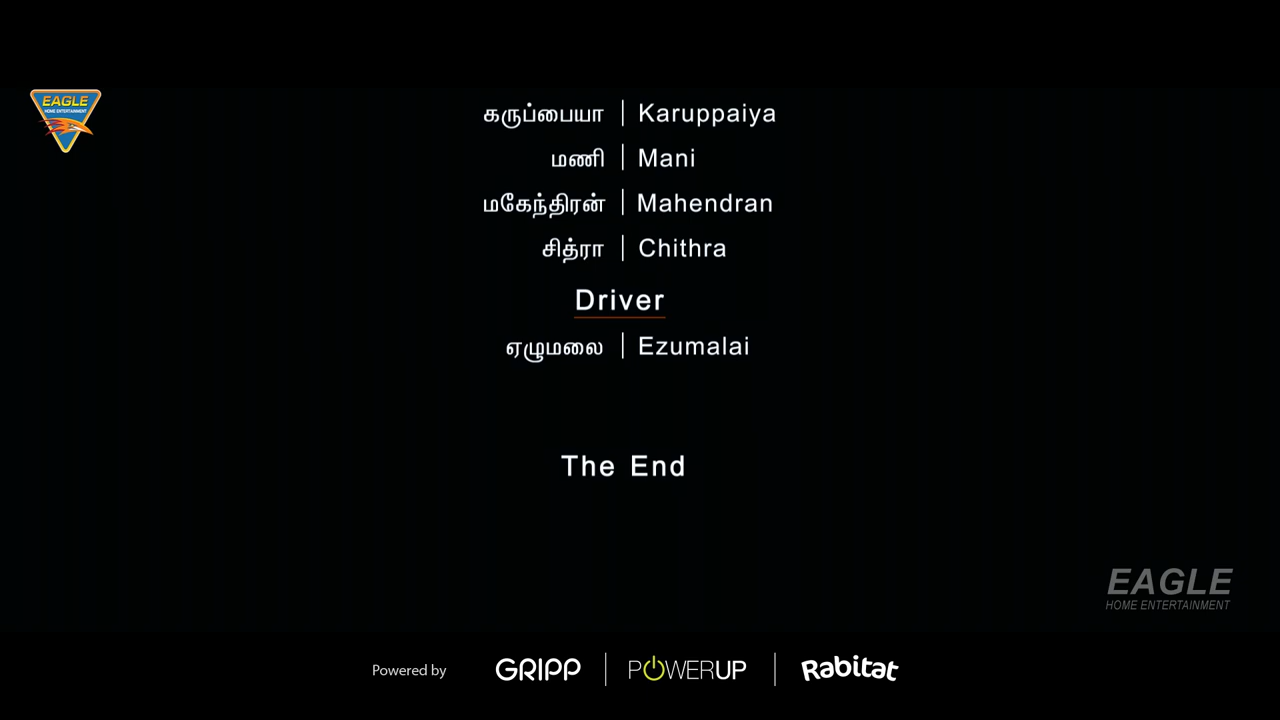 EAGLE
HOME ENTERTAINMENT
கருப்பையா | Karuppaiya
மணி | Mani
மகேந்திரன் | Mahendran
சித்ரா | Chithra
Driver
ஏழுமலை | Ezumalai
The End
EAGLE
HOME ENTERTAINMENT
Powered by GRIPP | POWERUP | Rabitat